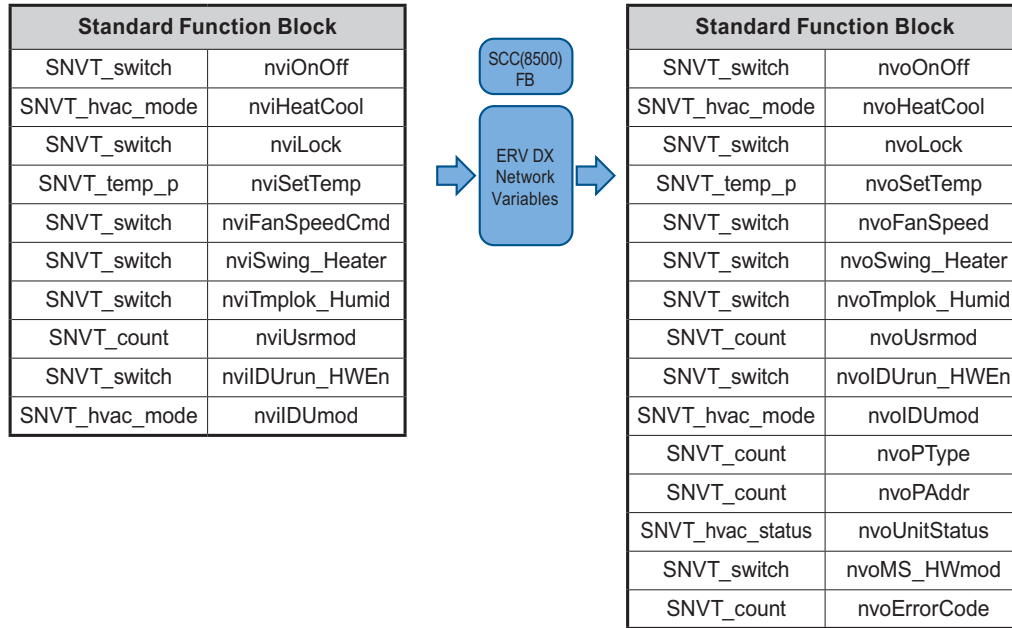 Standard Function Block
SNVT_switch nviOnOff
SNVT_hvac_mode nviHeatCool
SNVT_switch nviLock
SNVT_temp_p nviSetTemp
SNVT_switch nviFanSpeedCmd
SNVT_switch nviSwing_Heater
SNVT_switch nviTmplok_Humid
SNVT_count nviUsrmod
SNVT_switch nviIDUrun_HWEn
SNVT_hvac_mode nviIDUmod
SCC(8500)
FB
ERV DX
Network
Variables
Standard Function Block
SNVT_switch nvoOnOff
SNVT_hvac_mode nvoHeatCool
SNVT_switch nvoLock
SNVT_temp_p nvoSetTemp
SNVT_switch nvoFanSpeed
SNVT_switch nvoSwing_Heater
SNVT_switch nvoTmplok_Humid
SNVT_count nvoUsrmod
SNVT_switch nvoIDUrun_HWEn
SNVT_hvac_mode nvoIDUmod
SNVT_count nvoPType
SNVT_count nvoPAddr
SNVT_hvac_status nvoUnitStatus
SNVT_switch nvoMS_HWmod
SNVT_count nvoErrorCode